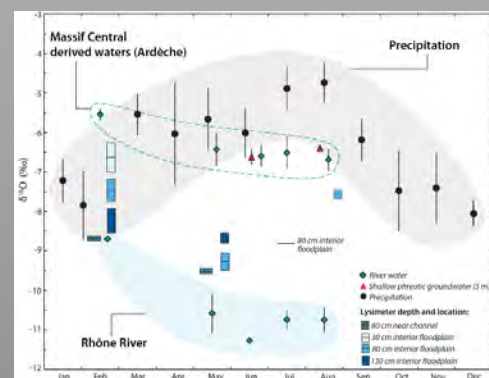 Massif Central
derived waters (Ardèche)
Precipitation
-3
-4
-5
-6
-7
-8
-9
-10
-11
-12
δ¹⁸O (‰)
80 cm interior
floodplain
River water
Shallow phreatic groundwater (5 m)
Precipitation
Lysimeter depth and location:
80 cm near channel
30 cm interior floodplain
80 cm interior floodplain
130 cm interior floodplain
Rhône River
Jan Feb Mar Apr May Jun Jul Aug Sep Oct Nov Dec